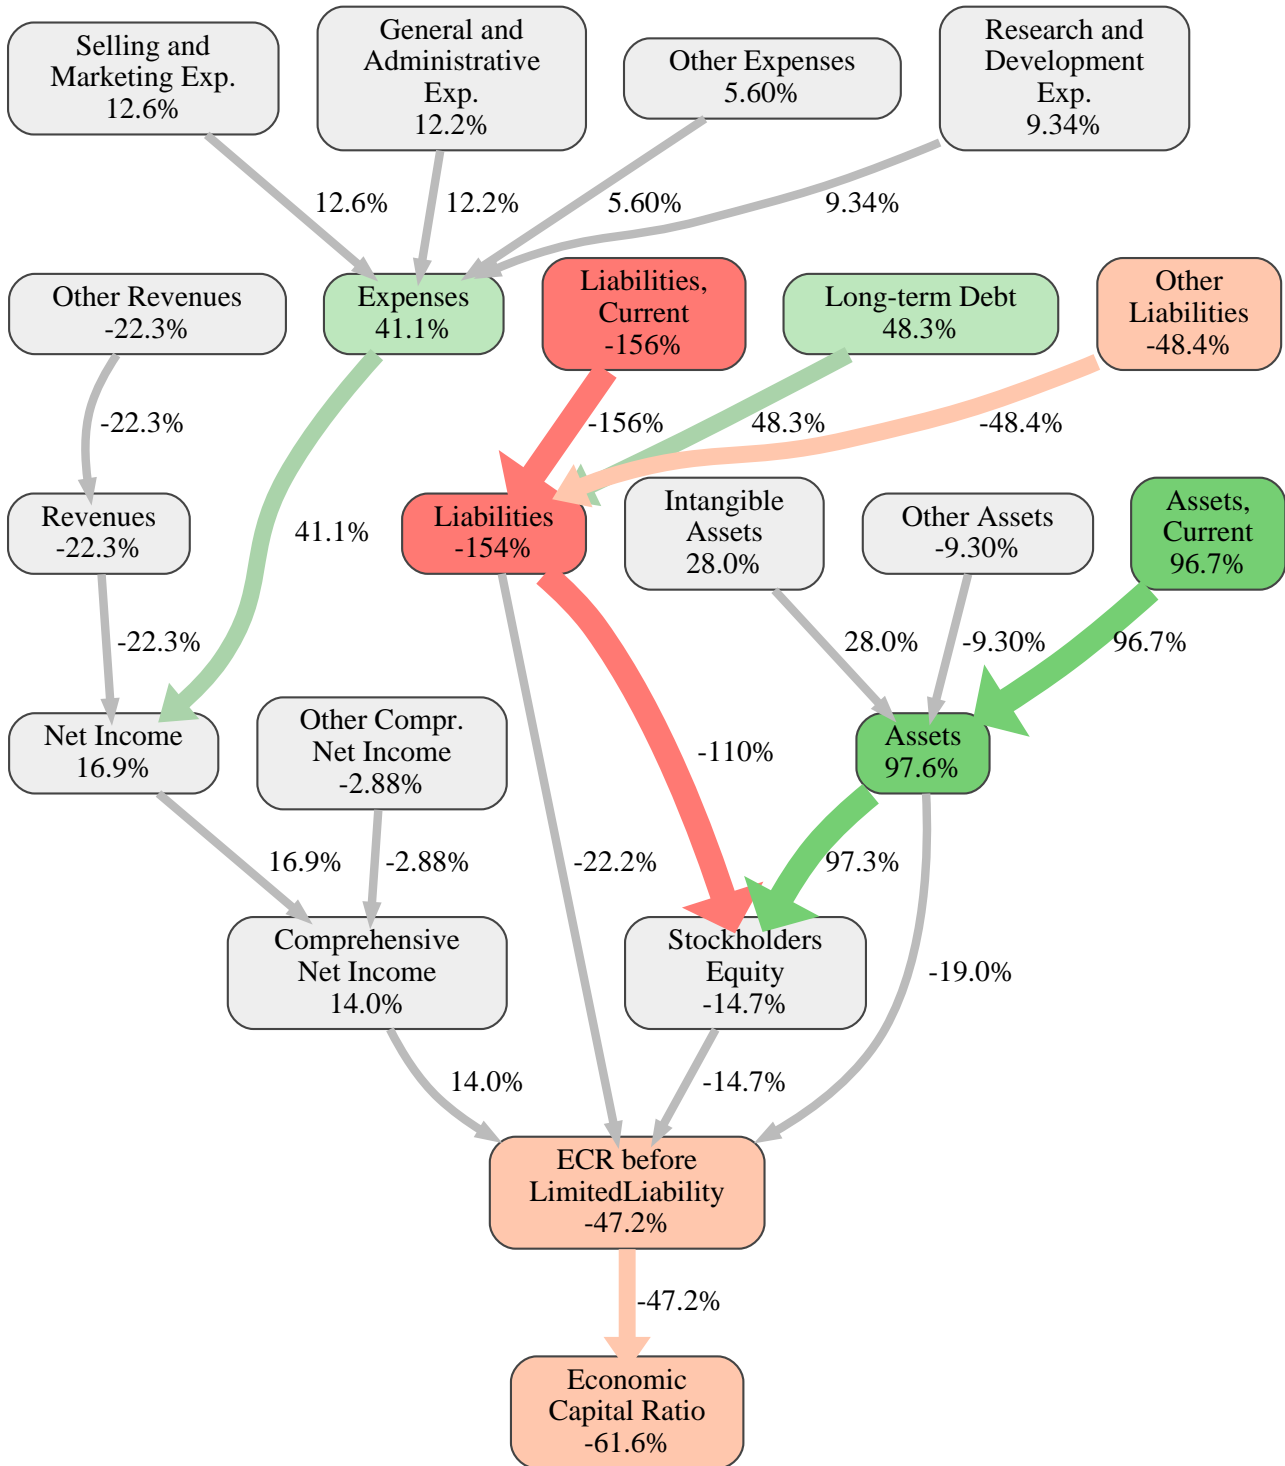 Selling and
Marketing Exp.
12.6%
General and
Administrative
Exp.
12.2%
Other Expenses
5.60%
Research and
Development
Exp.
9.34%
12.6%
12.2%
5.60%
9.34%
Other Revenues
-22.3%
Expenses
41.1%
Liabilities,
Current
-156%
Long-term Debt
48.3%
Other
Liabilities
-48.4%
-22.3%
-156%
48.3%
-48.4%
Revenues
-22.3%
41.1%
Liabilities
-154%
Intangible
Assets
28.0%
Other Assets
-9.30%
Assets,
Current
96.7%
-22.3%
28.0%
-9.30%
96.7%
Net Income
16.9%
Other Compr.
Net Income
-2.88%
-110%
Assets
97.6%
16.9%
-2.88%
-22.2%
97.3%
Comprehensive
Net Income
14.0%
Stockholders
Equity
-14.7%
-19.0%
14.0%
-14.7%
ECR before
LimitedLiability
-47.2%
-47.2%
Economic
Capital Ratio
-61.6%